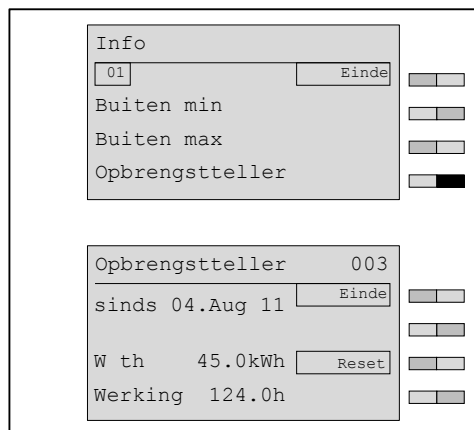 Info
01 Einde
Buiten min
Buiten max
Opbrengstteller
Opbrengstteller 003
sinds 04.Aug 11 Einde
W th 45.0kWh Reset
Werking 124.0h